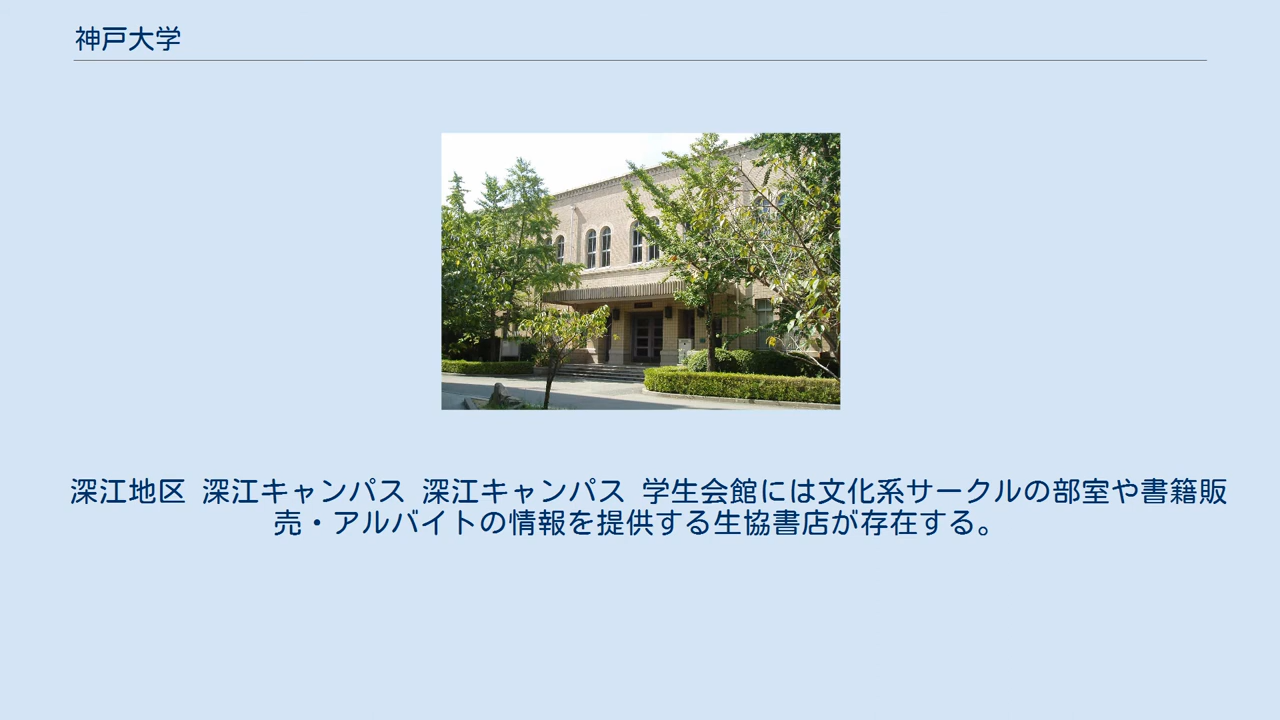 神戸大学
深江地区 深江キャンパス 深江キャンパス 学生会館には文化系サークルの部室や書籍販
売・アルバイトの情報を提供する生協書店が存在する。